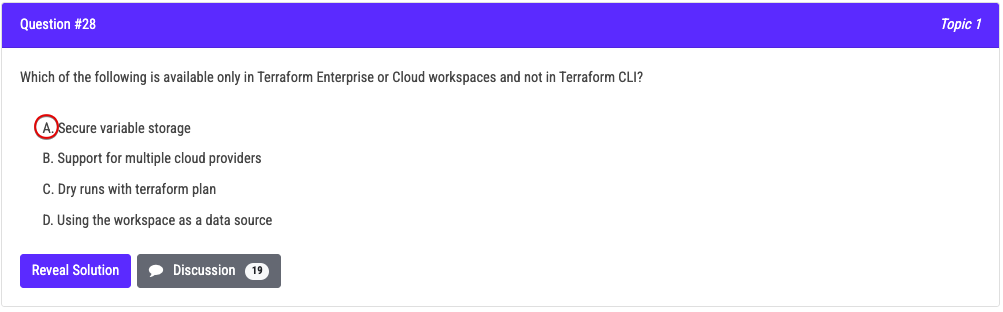 Question #28 Topic 1
Which of the following is available only in Terraform Enterprise or Cloud workspaces and not in Terraform CLI?
A. Secure variable storage
B. Support for multiple cloud providers
C. Dry runs with terraform plan
D. Using the workspace as a data source
Reveal Solution Discussion 19